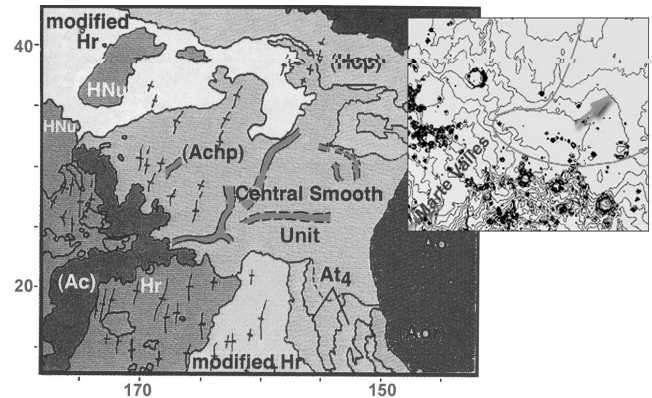 modified
Hr
40
HNu
HNu
(Hcp)
(Achp)
Central Smooth
Unit
Marte Valles
20
(Ac)
Hr
At4
modified Hr
170
150